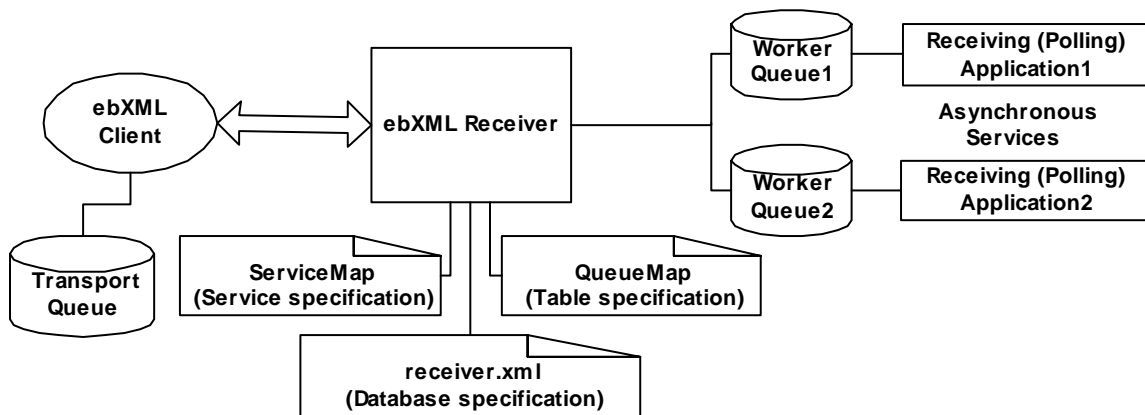 ebXML
Client
Transport
Queue
ebXML Receiver
ServiceMap
(Service specification)
QueueMap
(Table specification)
receiver.xml
(Database specification)
Worker
Queue1
Receiving (Polling)
Application1
Asynchronous
Services
Worker
Queue2
Receiving (Polling)
Application2